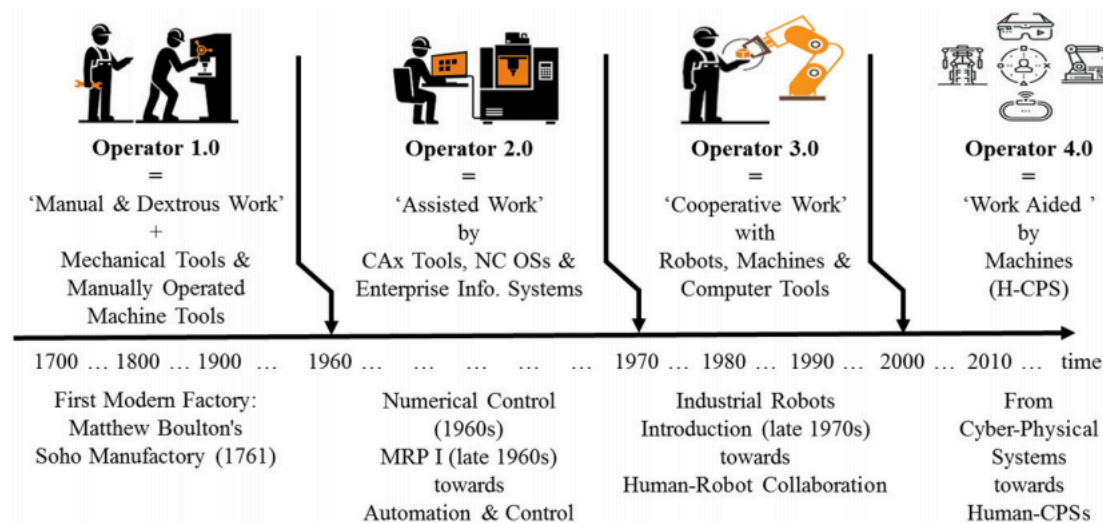 Operator 1.0
=
‘Manual & Dextrous Work’
+
Mechanical Tools &
Manually Operated
Machine Tools
Operator 2.0
=
‘Assisted Work’
by
CAx Tools, NC OSs &
Enterprise Info. Systems
Operator 3.0
=
‘Cooperative Work’
with
Robots, Machines &
Computer Tools
Operator 4.0
=
‘Work Aided ’
by
Machines
(H-CPS)
1700 … 1800 … 1900 … 1960 … … … … … 1970 … 1980 … 1990 … 2000 … 2010 … time
First Modern Factory:
Matthew Boulton's
Soho Manufactory (1761)
Numerical Control
(1960s)
MRP I (late 1960s)
towards
Automation & Control
Industrial Robots
Introduction (late 1970s)
towards
Human-Robot Collaboration
From
Cyber-Physical
Systems
towards
Human-CPSs